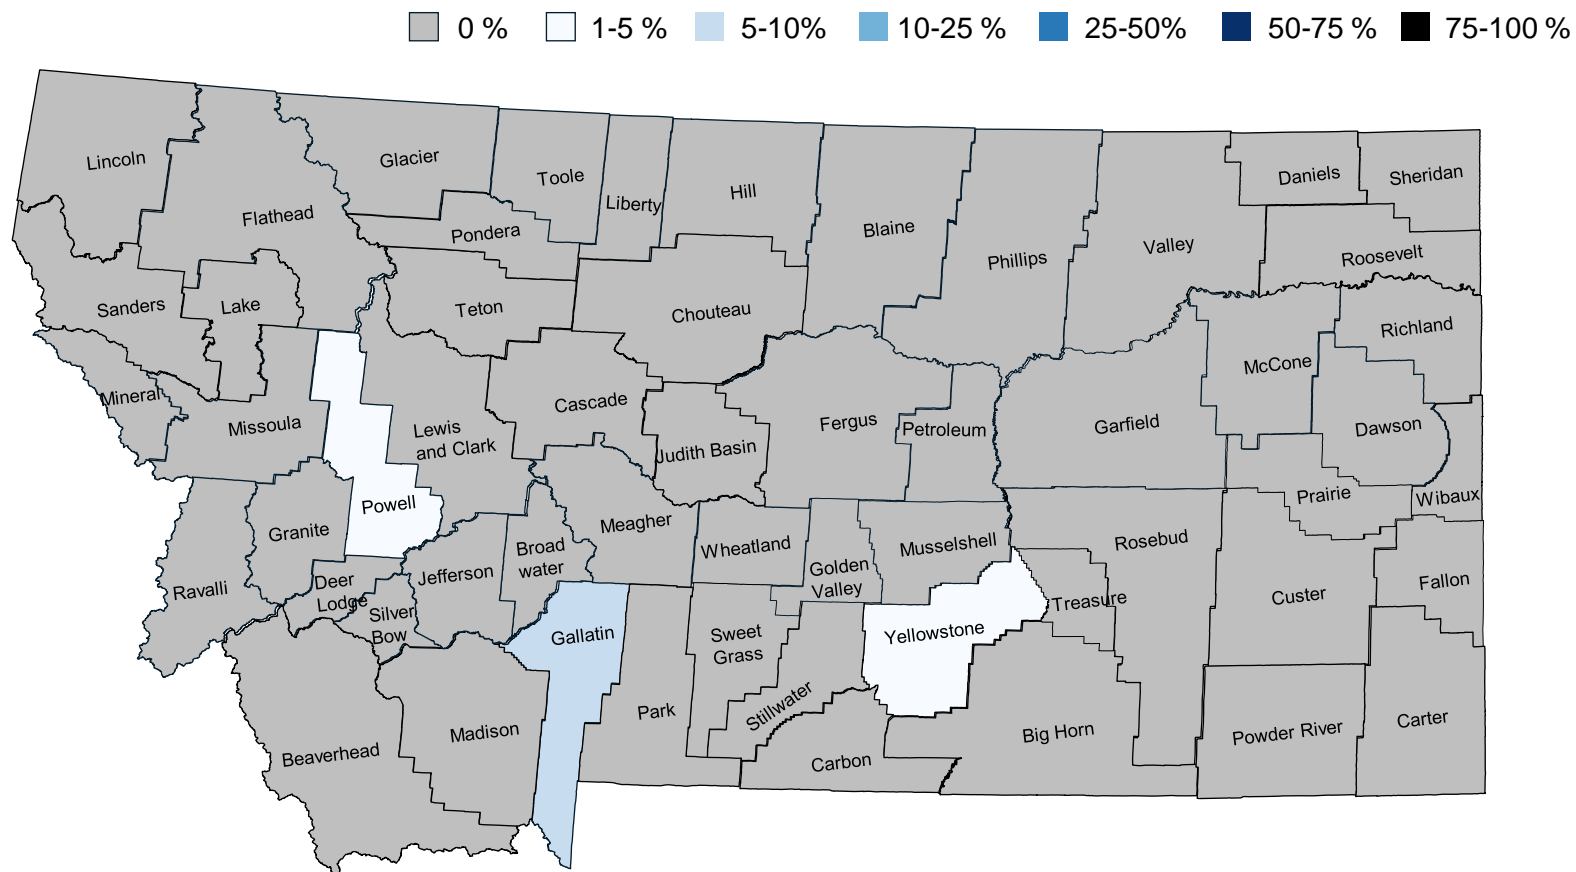 0 % 1-5 % 5-10% 10-25 % 25-50% 50-75 % 75-100 %
Lincoln
Flathead
Glacier
Toole
Liberty
Hill
Blaine
Phillips
Valley
Daniels
Sheridan
Roosevelt
Pondera
Sanders
Lake
Teton
Chouteau
McCone
Richland
Mineral
Missoula
Lewis
and Clark
Cascade
Judith Basin
Fergus
Petroleum
Garfield
Dawson
Powell
Granite
Meagher
Wheatland
Golden
Valley
Musselshell
Rosebud
Prairie
Wibaux
Ravalli
Deer
Lodge
Silver
Bow
Jefferson
Broad
water
Gallatin
Sweet
Grass
Yellowstone
Treasure
Custer
Fallon
Beaverhead
Madison
Park
Stillwater
Carbon
Big Horn
Powder River
Carter